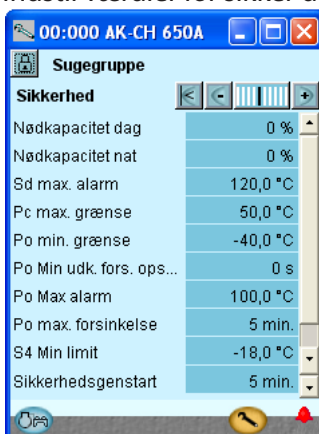 00:000 AK-CH 650A
Sugegruppe
Sikkerhed
Nødkapacitet dag 0 %
Nødkapacitet nat 0 %
Sd max. alarm 120,0 °C
Pc max. grænse 50,0 °C
Po min. grænse -40,0 °C
Po Min udk. fors. ops... 0 s
Po Max alarm 100,0 °C
Po max. forsinkelse 5 min.
S4 Min limit -18,0 °C
Sikkerhedsgenstart 5 min.